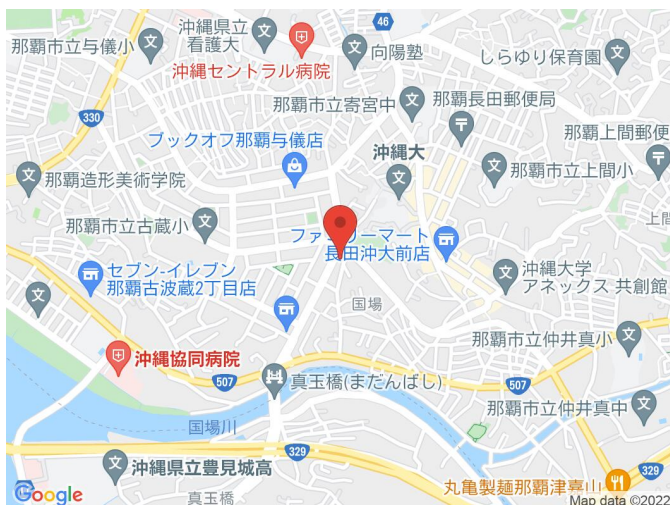 那覇市立与儀小
沖縄県立
看護大
沖縄セントラル病院
46
向陽塾
しらゆり保育園
330
那覇市立寄宮中
那覇長田郵便局
那覇上間郵便
ブックオフ那覇与儀店
沖縄大
那覇市立上間小
那覇造形美術学院
那覇市立古蔵小
ファミリーマート
長田沖大前店
上間
セブン-イレブン
那覇古波蔵2丁目店
国場
沖縄大学
アネックス 共創館
沖縄協同病院
507
真玉橋(まだんばし)
那覇市立仲井真小
507
那覇市立仲井真中
国場川
329
沖縄県立豊見城高
329
真玉橋
丸亀製麺那覇津嘉山
Google
Map data ©2022